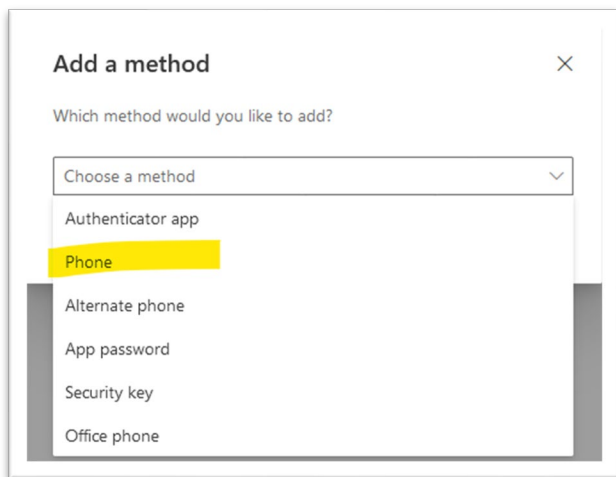 Add a method
Which method would you like to add?
Choose a method
Authenticator app
Phone
Alternate phone
App password
Security key
Office phone